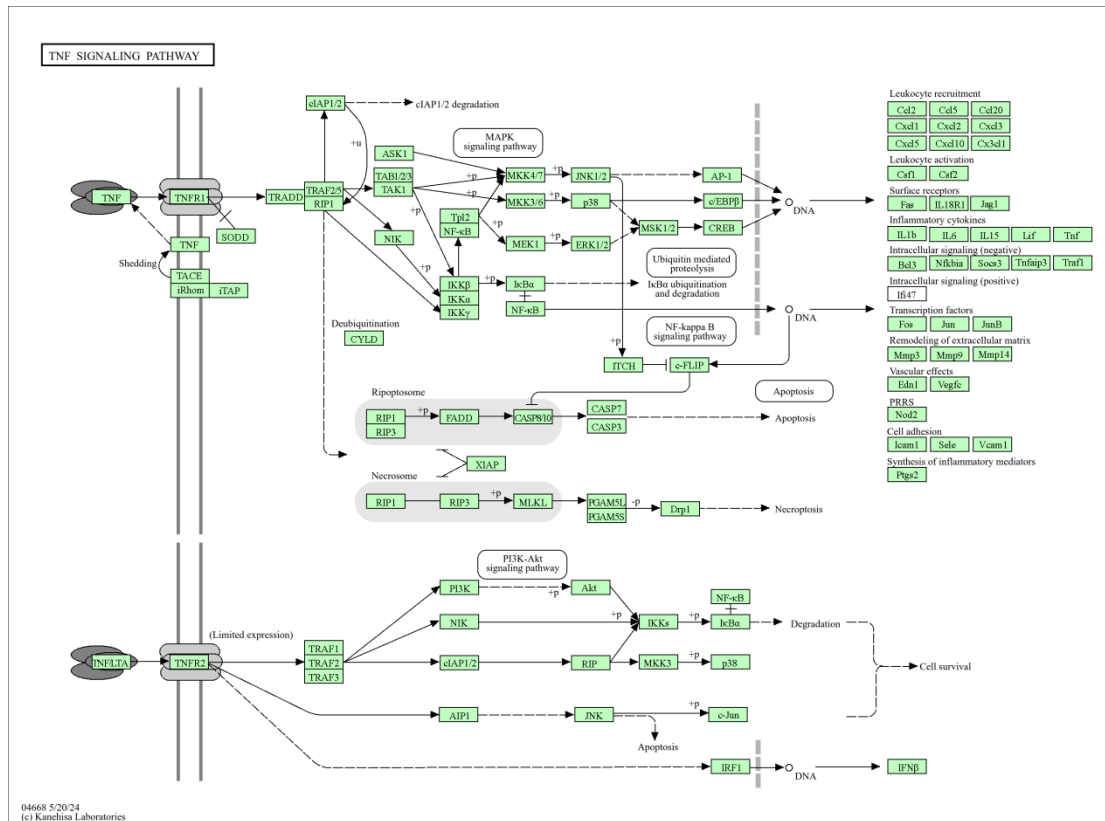 TNF SIGNALING PATHWAY
cIAP1/2
cIAP1/2 degradation
+u
MAPK
signaling pathway
ASK1
TAB1/2/3
TAK1
MKK4/7
+p
JNK1/2
AP-1
TNF
TNFR1
TRADD
TRAF2/5
RIP1
+p
+p
MKK3/6
+p
p38
c/EBPβ
DNA
SODD
TNF
Shedding
TACE
iRhom
iTAP
NIK
+p
+p
Tpl2
NF-κB
MEK1
+p
ERK1/2
MSK1/2
CREB
IKKβ
IKKα
IKKγ
+p
IκBα
NF-κB
Ubiquitin mediated
proteolysis
IκBα ubiquitination
and degradation
DNA
Deubiquitination
CYLD
NF-kappa B
signaling pathway
+p
ITCH
c-FLIP
Ripoptosome
RIP1
RIP3
+p
FADD
CASP8/10
CASP7
CASP3
Apoptosis
Apoptosis
XIAP
Necrosome
RIP1
RIP3
+p
MLKL
PGAM5L
PGAM5S
-p
Drp1
Necroptosis
Leukocyte recruitment
Ccl2 Ccl5 Ccl20
Cxcl1 Cxcl2 Cxcl3
Cxcl5 Cxcl10 Cx3cl1
Leukocyte activation
Csf1 Csf2
Surface receptors
Fas IL18R1 Jag1
Inflammatory cytokines
IL1b IL6 IL15 Lif Tnf
Intracellular signaling (negative)
Bcl3 Nfkbia Socs3 Tnfaip3 Traf1
Intracellular signaling (positive)
Ifi47
Transcription factors
Fos Jun JunB
Remodeling of extracellular matrix
Mmp3 Mmp9 Mmp14
Vascular effects
Edn1 Vegfc
PRRS
Nod2
Cell adhesion
Icam1 Sele Vcam1
Synthesis of inflammatory mediators
Ptgs2
PI3K-Akt
signaling pathway
PI3K
+p
Akt
NF-κB
NIK
+p
IKKs
+p
IκBα
Degradation
(Limited expression)
TNF/LTA
TNFR2
TRAF1
TRAF2
TRAF3
cIAP1/2
RIP
MKK3
+p
p38
Cell survival
AIP1
JNK
+p
c-Jun
Apoptosis
IRF1
DNA
IFNβ
04668 5/20/24
(c) Kanehisa Laboratories